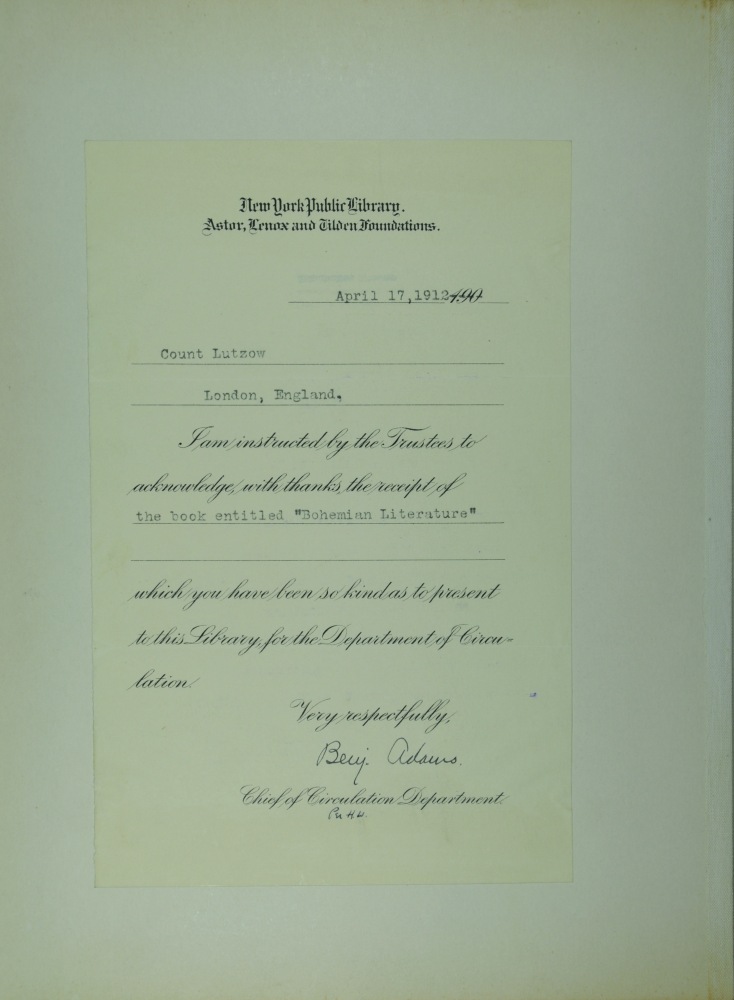 New York Public Library.
Astor, Lenox and Tilden Foundations.
April 17,1912 190
Count Lutzow
London, England,
I am instructed by the Trustees to
acknowledge, with thanks, the receipt of
the book entitled "Bohemian Literature"
which you have been so kind as to present
to this Library, for the Department of Circu=
lation.
Very respectfully,
Benj. Adams.
Chief of Circulation Department.